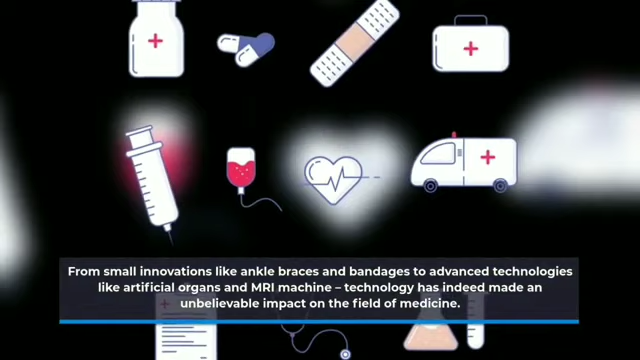 From small innovations like ankle braces and bandages to advanced technologies
like artificial organs and MRI machine – technology has indeed made an
unbelievable impact on the field of medicine.